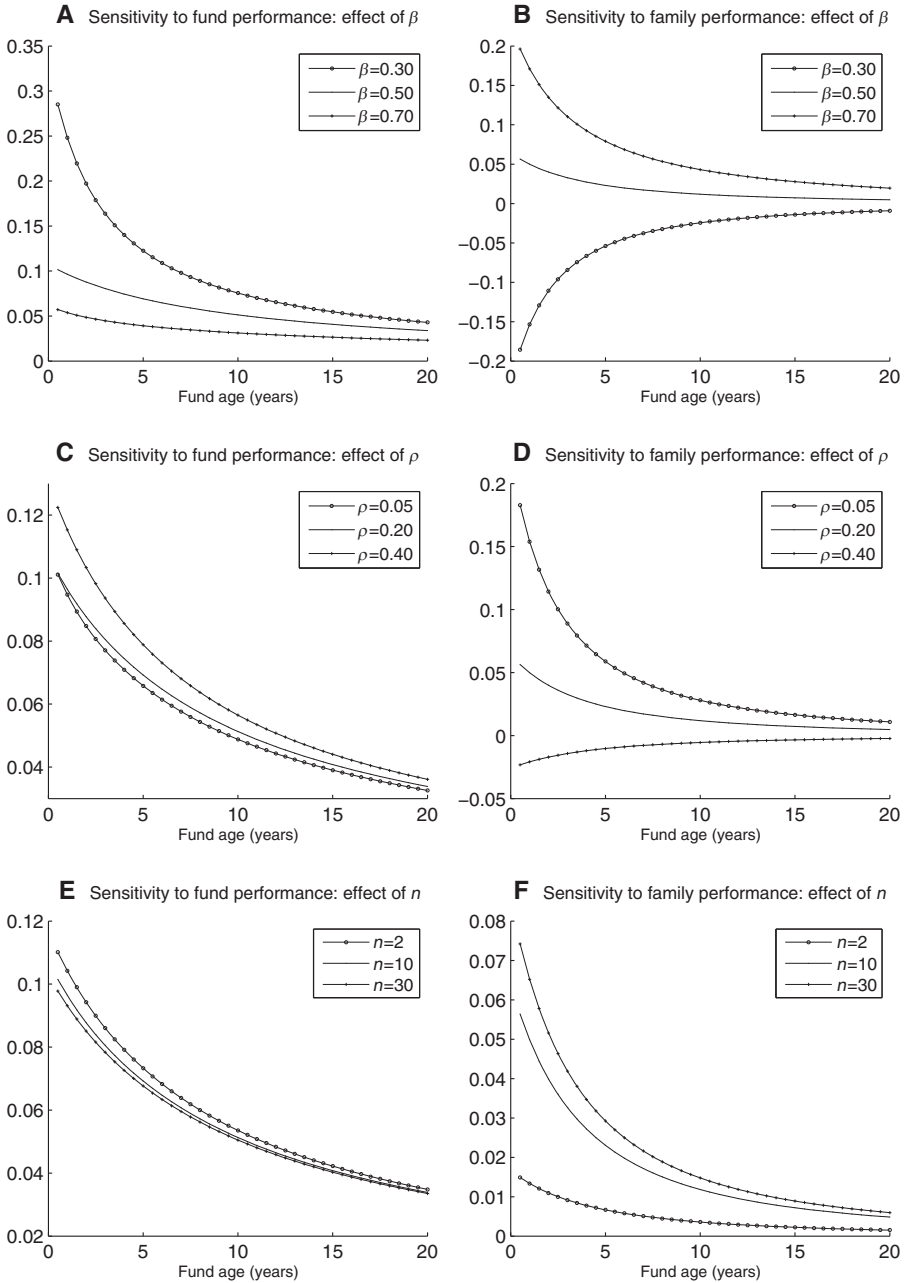 A Sensitivity to fund performance: effect of β
0.35
0.3
0.25
0.2
0.15
0.1
0.05
0
β=0.30
β=0.50
β=0.70
0 5 10 15 20
Fund age (years)
B Sensitivity to family performance: effect of β
0.2
0.15
0.1
0.05
0
−0.05
−0.1
−0.15
−0.2
β=0.30
β=0.50
β=0.70
0 5 10 15 20
Fund age (years)
C Sensitivity to fund performance: effect of ρ
0.12
0.1
0.08
0.06
0.04
ρ=0.05
ρ=0.20
ρ=0.40
0 5 10 15 20
Fund age (years)
D Sensitivity to family performance: effect of ρ
0.2
0.15
0.1
0.05
0
−0.05
ρ=0.05
ρ=0.20
ρ=0.40
0 5 10 15 20
Fund age (years)
E Sensitivity to fund performance: effect of n
0.12
0.1
0.08
0.06
0.04
0.02
n=2
n=10
n=30
0 5 10 15 20
Fund age (years)
F Sensitivity to family performance: effect of n
0.08
0.07
0.06
0.05
0.04
0.03
0.02
0.01
0
n=2
n=10
n=30
0 5 10 15 20
Fund age (years)